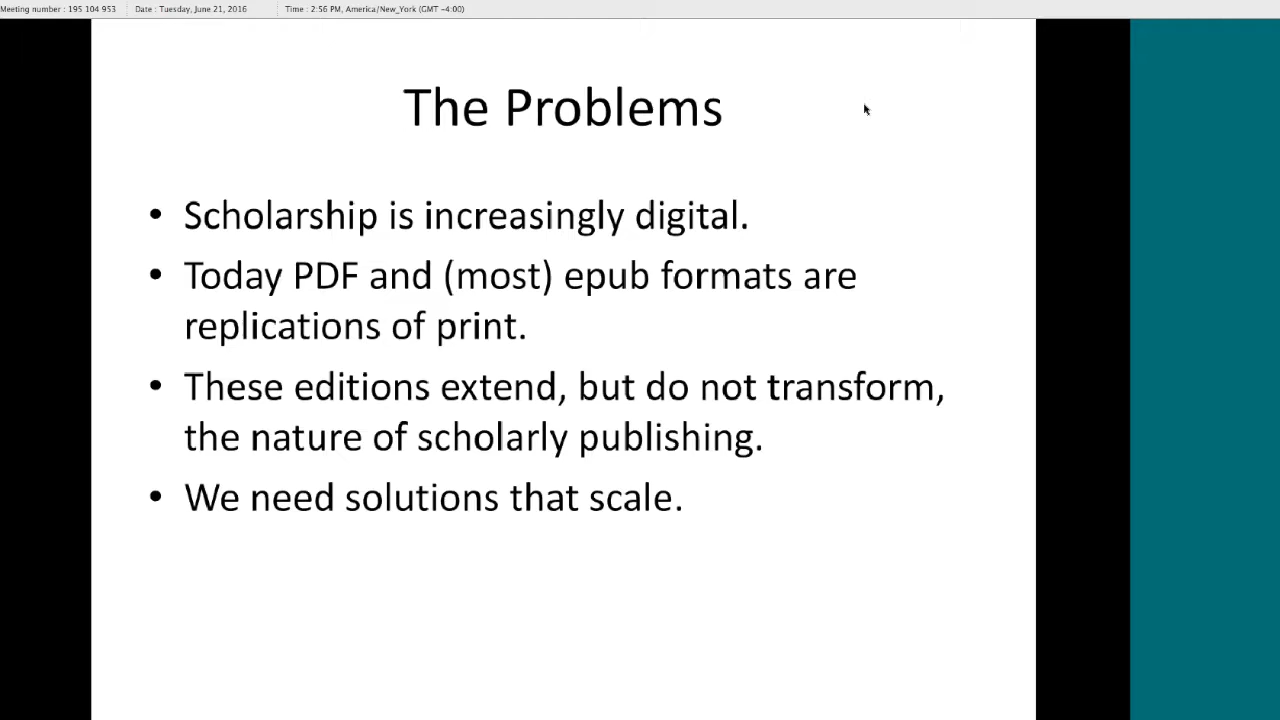 Meeting number : 195 104 953 Date : Tuesday, June 21, 2016 Time : 2:56 PM, America/New_York (GMT -4:00)
The Problems
• Scholarship is increasingly digital.
• Today PDF and (most) epub formats are
replications of print.
• These editions extend, but do not transform,
the nature of scholarly publishing.
• We need solutions that scale.